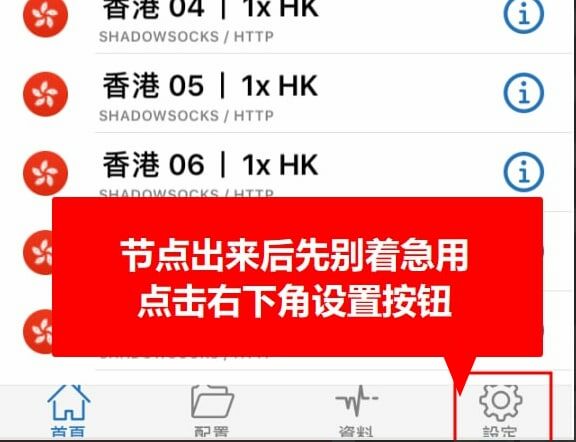 香港 04｜1x HK
SHADOWSOCKS / HTTP
香港 05｜1x HK
SHADOWSOCKS / HTTP
香港 06｜1x HK
SHADOWSOCKS / HTTP
节点出来后先别着急用
点击右下角设置按钮
首頁
配置
資料
設定